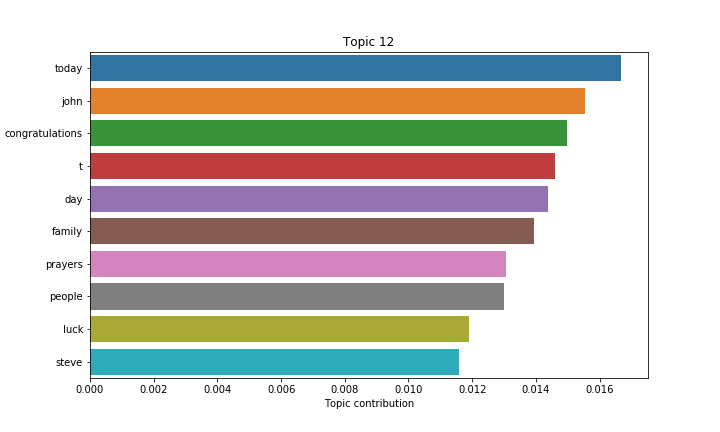 Topic 12
today
john
congratulations
t
day
family
prayers
people
luck
steve
0.000 0.002 0.004 0.006 0.008 0.010 0.012 0.014 0.016
Topic contribution